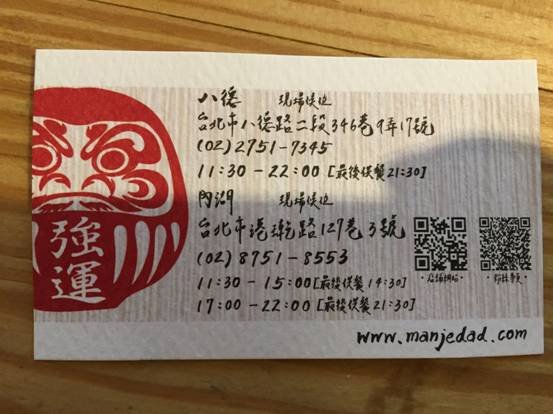 八德 現場候位
台北市八德路二段346巷9弄17號
(02)2751-7345
11:30-22:00[最後供餐21:30]
內湖 現場候位
台北市港墘路127巷3號
(02)8751-8553
11:30-15:00[最後供餐14:30]
17:00-22:00[最後供餐21:30]
強運
www.manjedad.com